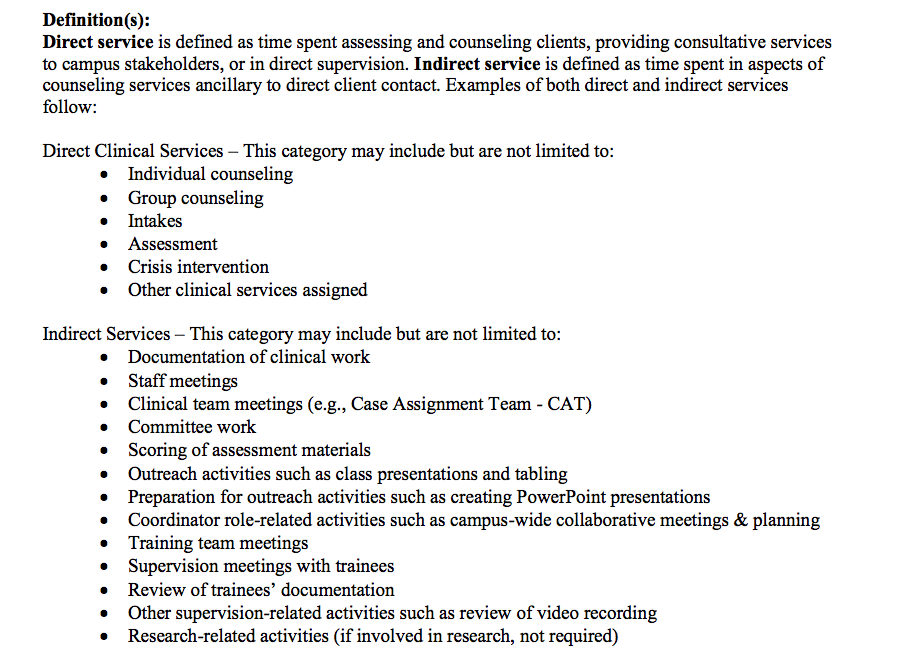 Definition(s):
Direct service is defined as time spent assessing and counseling clients, providing consultative services
to campus stakeholders, or in direct supervision. Indirect service is defined as time spent in aspects of
counseling services ancillary to direct client contact. Examples of both direct and indirect services
follow:
Direct Clinical Services – This category may include but are not limited to:
• Individual counseling
• Group counseling
• Intakes
• Assessment
• Crisis intervention
• Other clinical services assigned
Indirect Services – This category may include but are not limited to:
• Documentation of clinical work
• Staff meetings
• Clinical team meetings (e.g., Case Assignment Team - CAT)
• Committee work
• Scoring of assessment materials
• Outreach activities such as class presentations and tabling
• Preparation for outreach activities such as creating PowerPoint presentations
• Coordinator role-related activities such as campus-wide collaborative meetings & planning
• Training team meetings
• Supervision meetings with trainees
• Review of trainees’ documentation
• Other supervision-related activities such as review of video recording
• Research-related activities (if involved in research, not required)